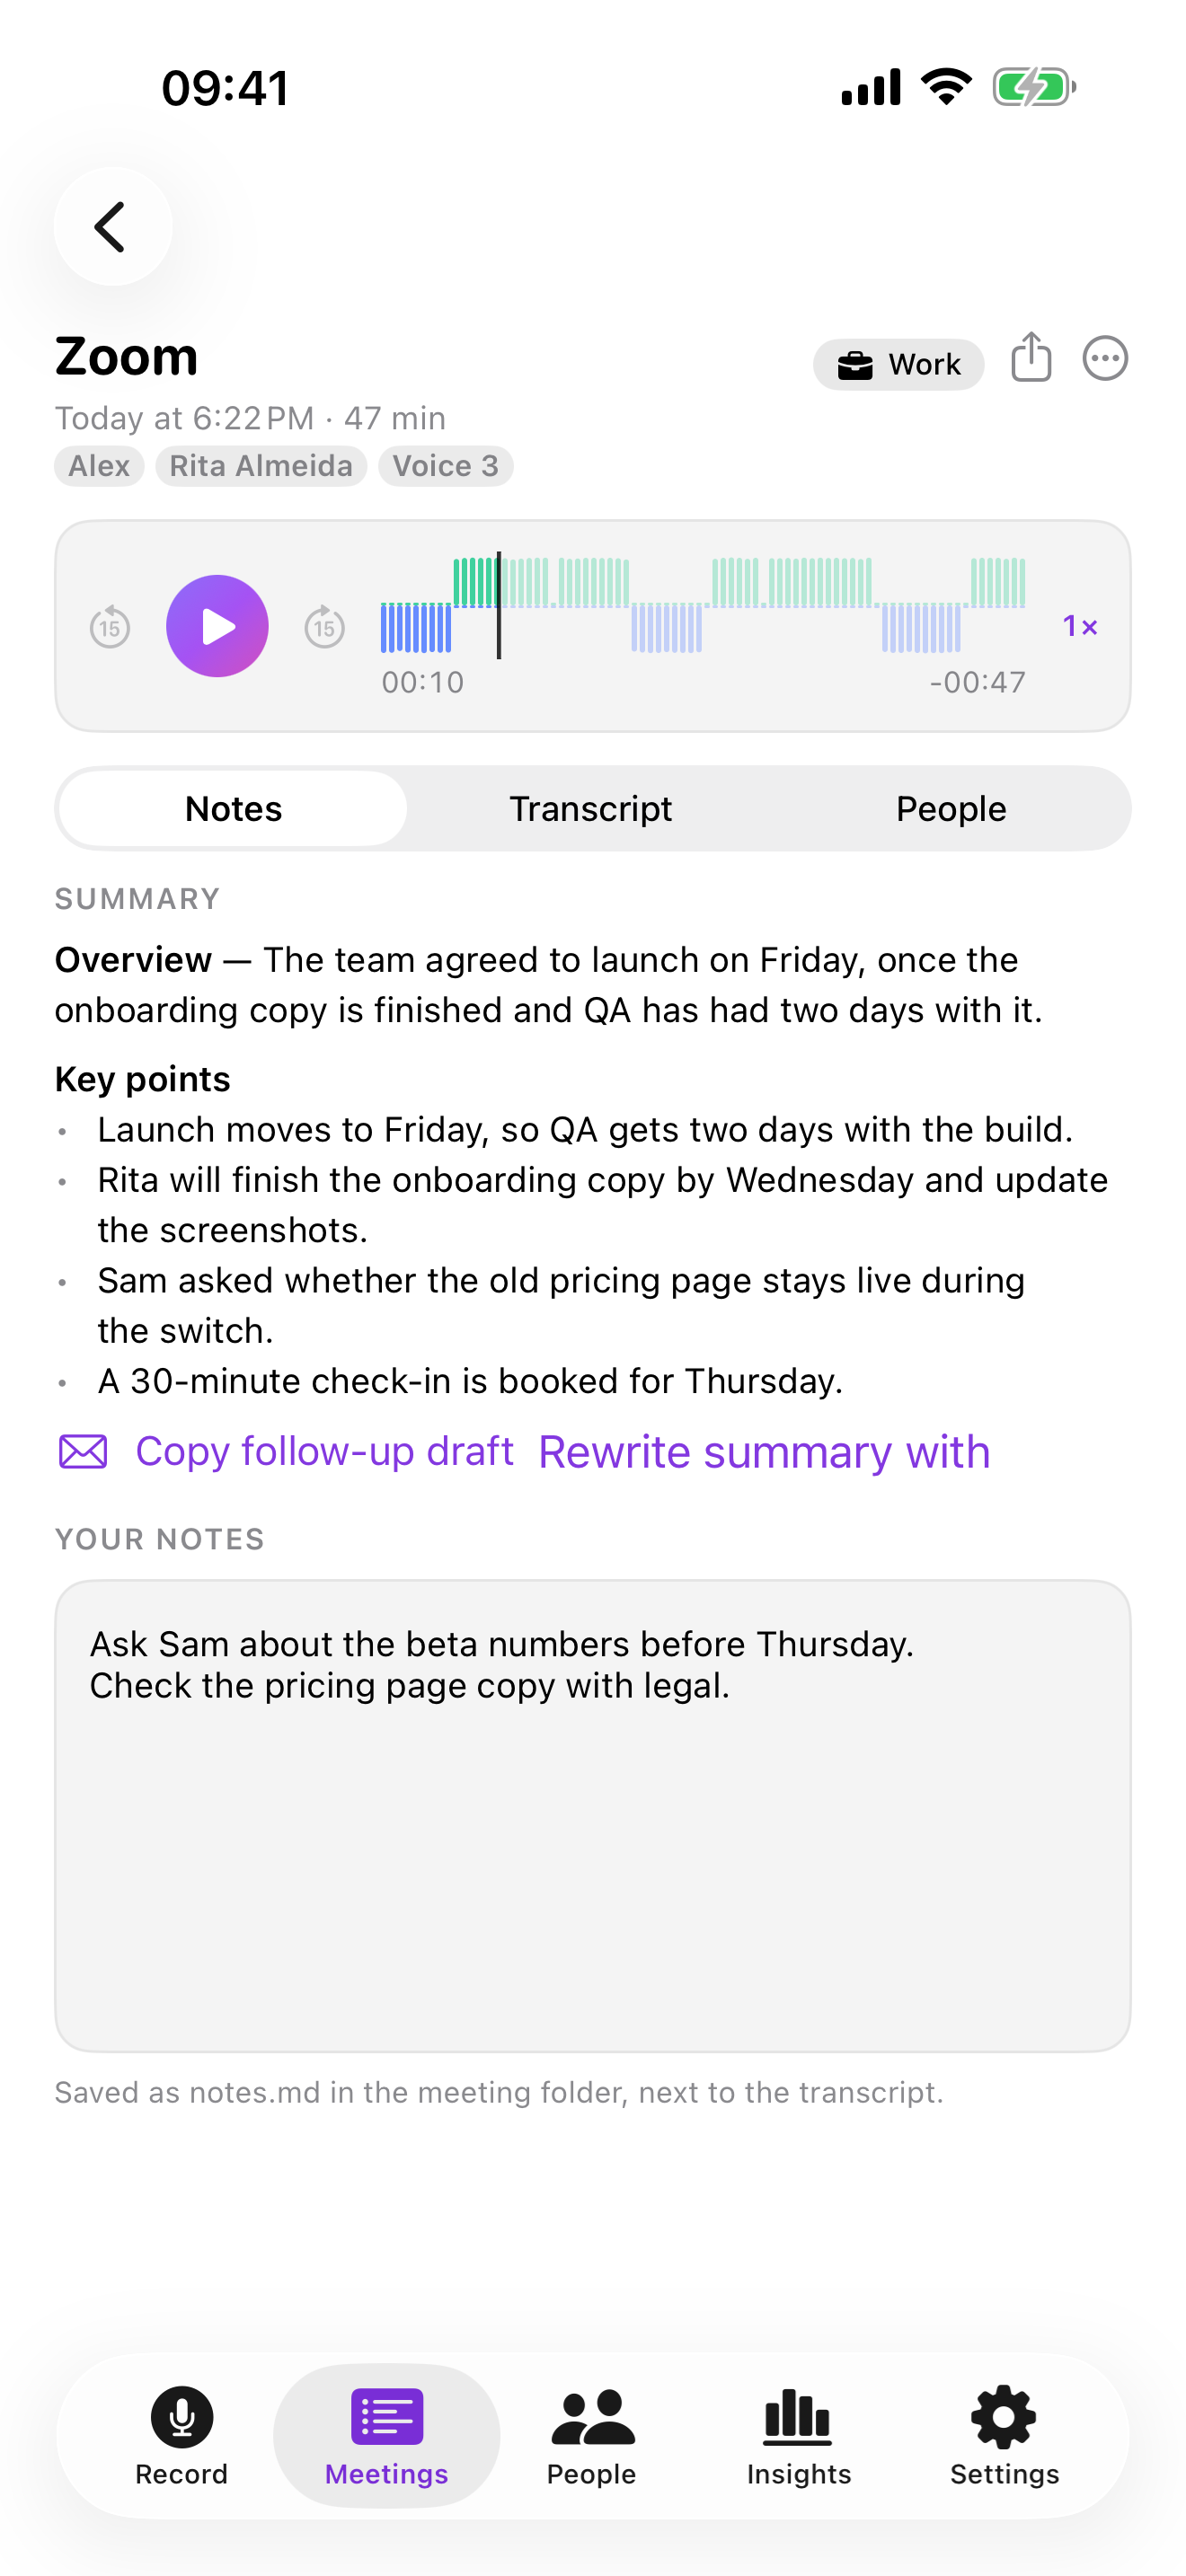 09:41
Zoom
Work
Today at 6:22 PM · 47 min
Alex Rita Almeida Voice 3
15 15 1×
00:10 -00:47
Notes Transcript People
SUMMARY
Overview — The team agreed to launch on Friday, once the
onboarding copy is finished and QA has had two days with it.
Key points
• Launch moves to Friday, so QA gets two days with the build.
• Rita will finish the onboarding copy by Wednesday and update
the screenshots.
• Sam asked whether the old pricing page stays live during
the switch.
• A 30-minute check-in is booked for Thursday.
Copy follow-up draft Rewrite summary with
YOUR NOTES
Ask Sam about the beta numbers before Thursday.
Check the pricing page copy with legal.
Saved as notes.md in the meeting folder, next to the transcript.
Record Meetings People Insights Settings